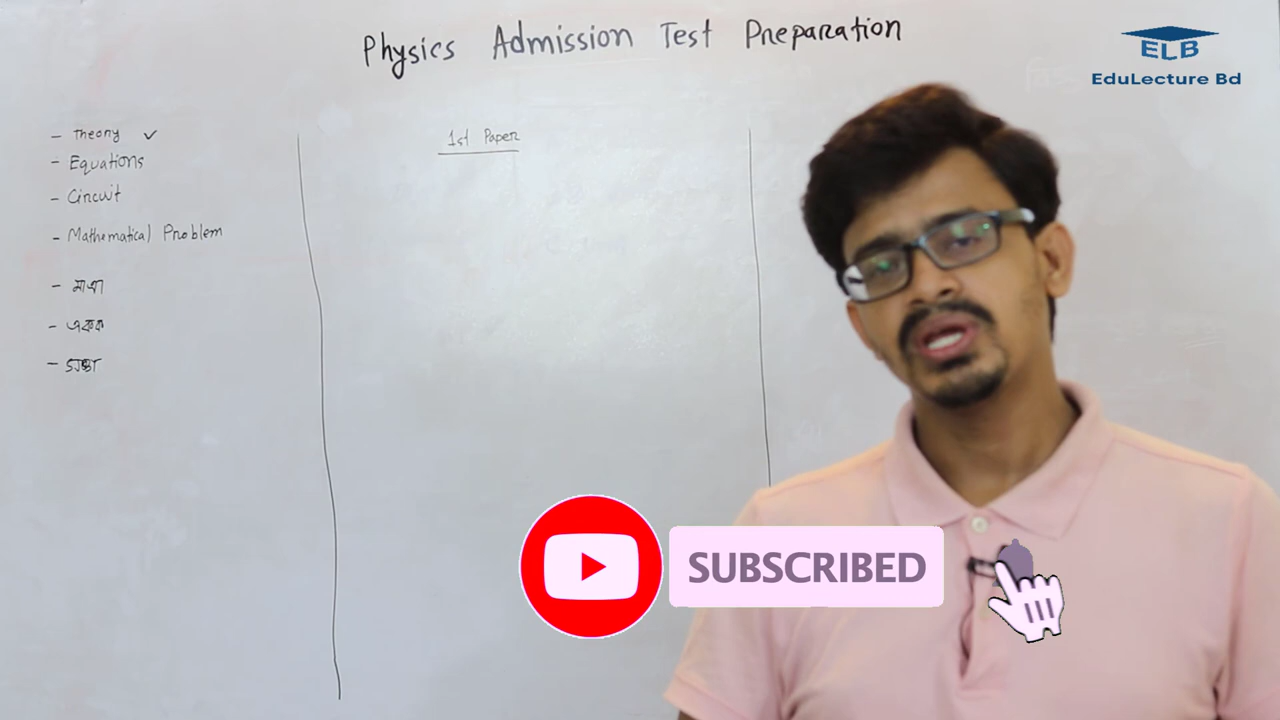 Physics Admission Test Preparation
ELB
EduLecture Bd
- Theory ✓
- Equations
- Circuit
- Mathematical Problem
- মাত্রা
- একক
- সংজ্ঞা
1st Paper
SUBSCRIBED